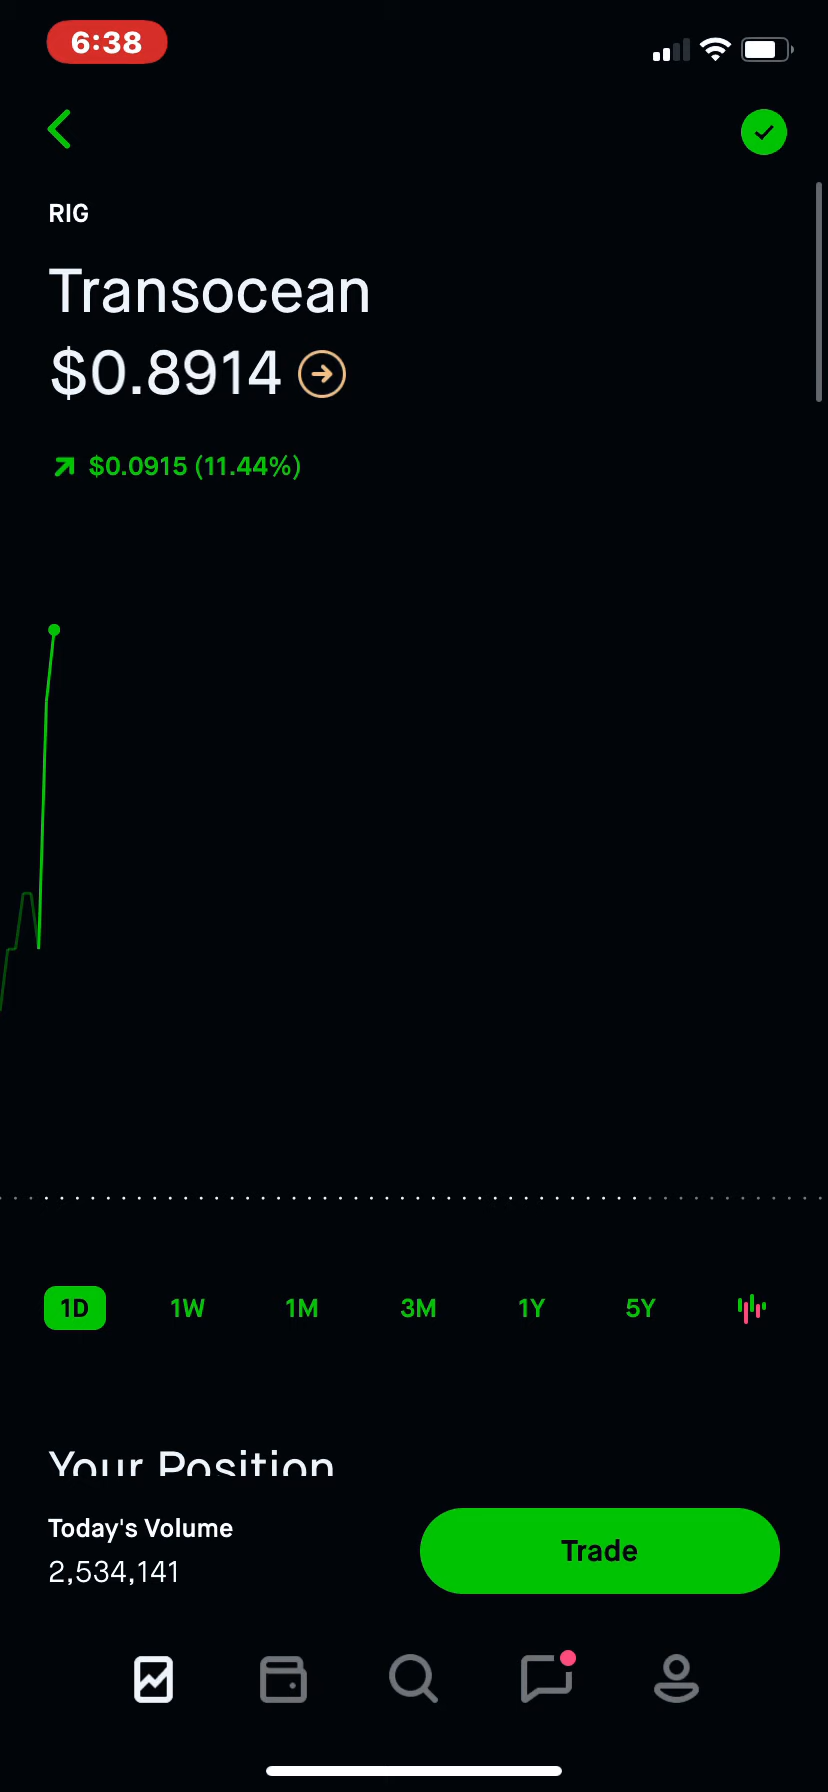 6:38
RIG
Transocean
$0.8914
$0.0915 (11.44%)
1D 1W 1M 3M 1Y 5Y
Your Position
Today's Volume
2,534,141
Trade